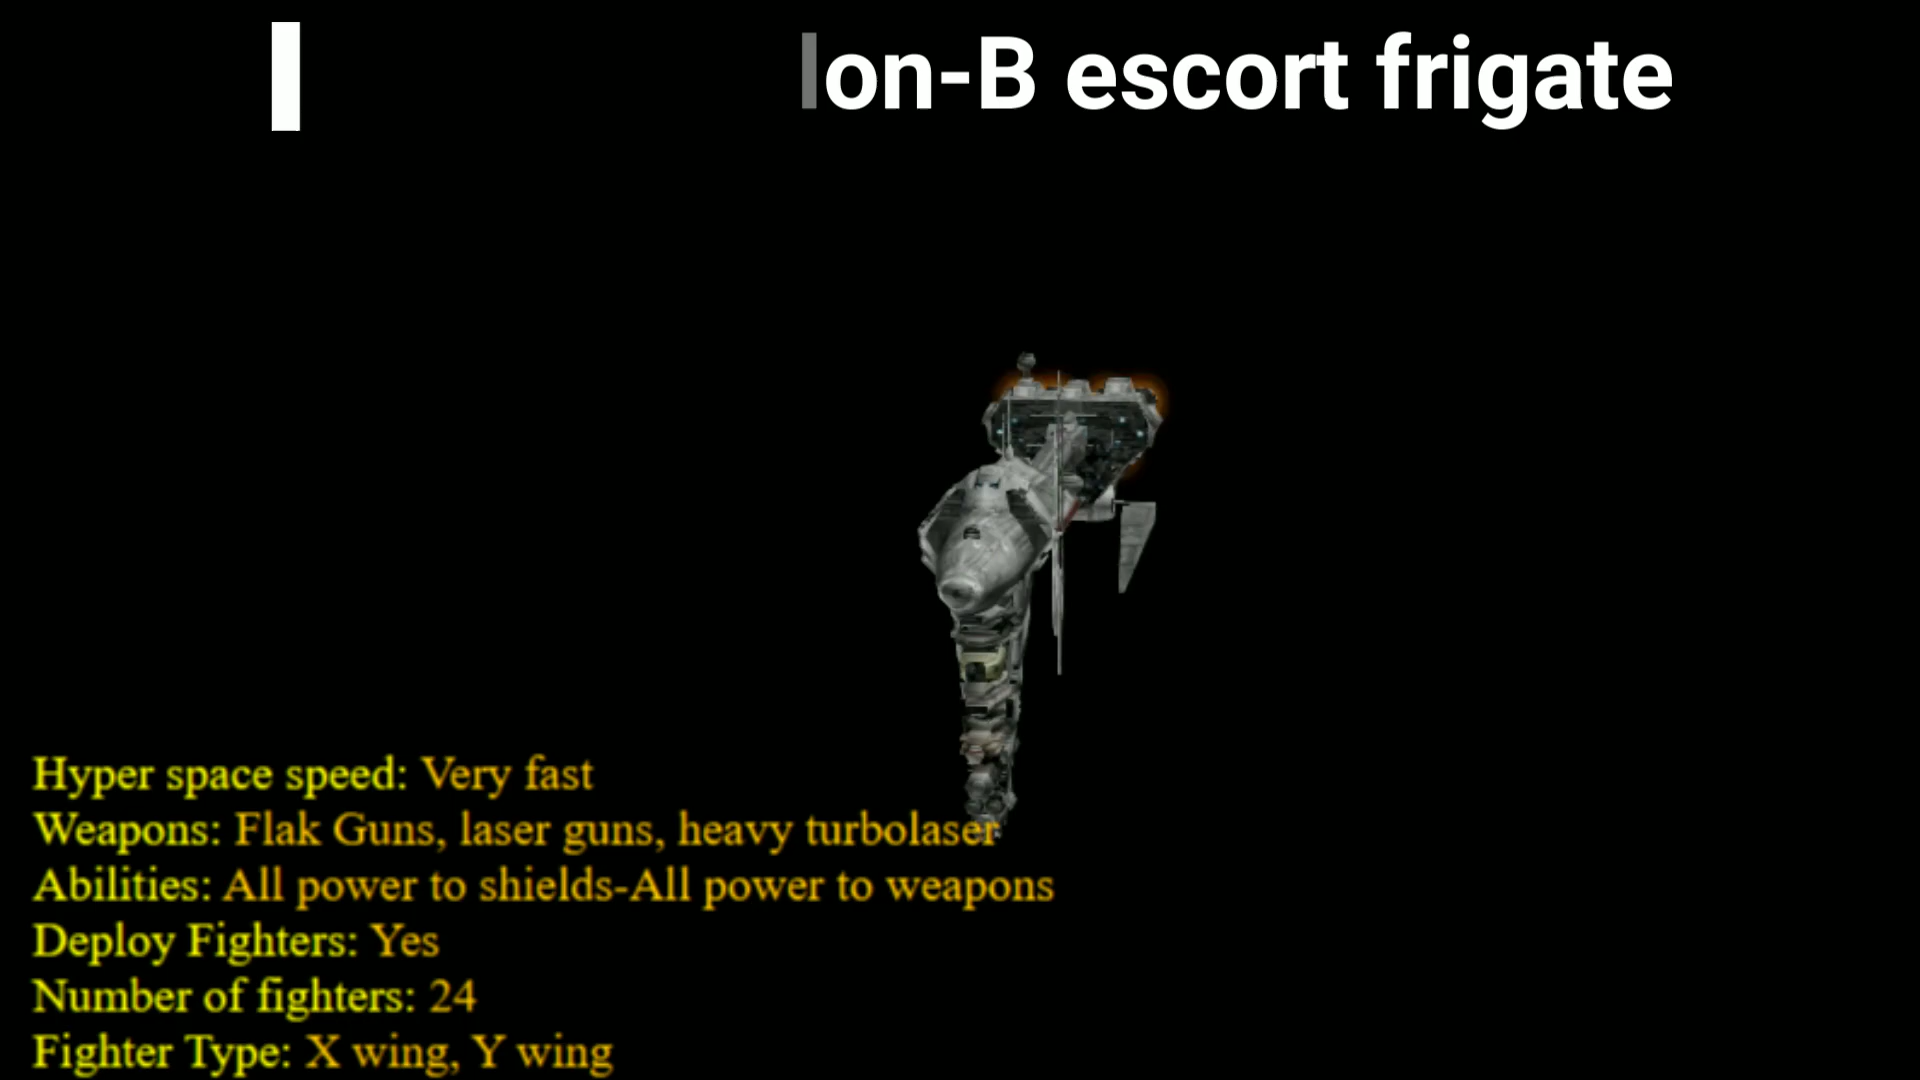 lon-B escort frigate
Hyper space speed: Very fast
Weapons: Flak Guns, laser guns, heavy turbolaser
Abilities: All power to shields-All power to weapons
Deploy Fighters: Yes
Number of fighters: 24
Fighter Type: X wing, Y wing